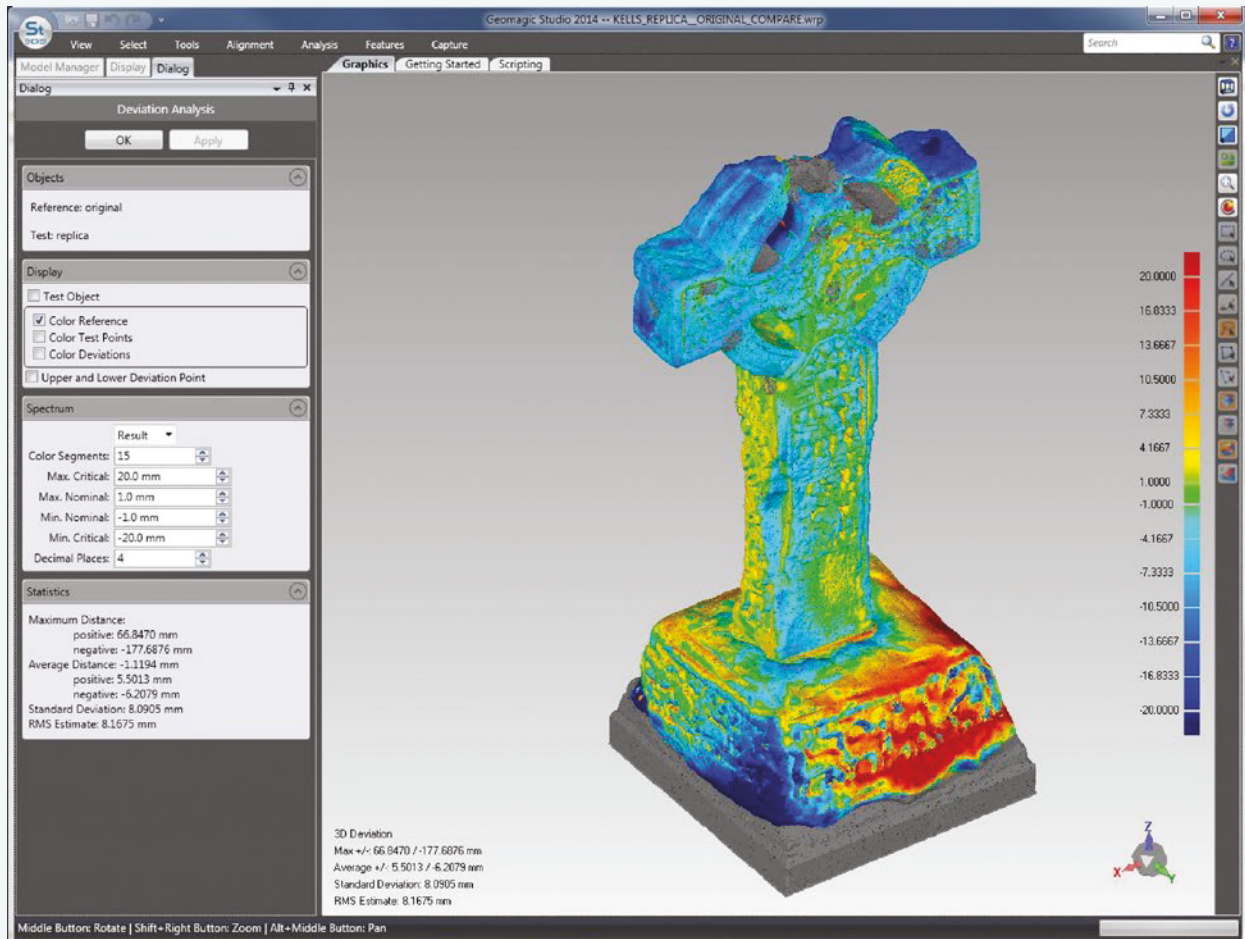 Geomagic Studio 2014 -- KELLS_REPLICA__ORIGINAL_COMPARE.wrp
St
View Select Tools Alignment Analysis Features Capture
Search
Model Manager Display Dialog
Graphics Getting Started Scripting
Dialog
Deviation Analysis
OK Apply
Objects
Reference: original
Test: replica
Display
Test Object
Color Reference
Color Test Points
Color Deviations
Upper and Lower Deviation Point
Spectrum
Result
Color Segments: 15
Max. Critical: 20.0 mm
Max. Nominal: 1.0 mm
Min. Nominal: -1.0 mm
Min. Critical: -20.0 mm
Decimal Places: 4
Statistics
Maximum Distance:
positive: 66.8470 mm
negative: -177.6876 mm
Average Distance: -1.1194 mm
positive: 5.5013 mm
negative: -6.2079 mm
Standard Deviation: 8.0905 mm
RMS Estimate: 8.1675 mm
20.0000
16.8333
13.6667
10.5000
7.3333
4.1667
1.0000
-1.0000
-4.1667
-7.3333
-10.5000
-13.6667
-16.8333
-20.0000
3D Deviation
Max +/-: 66.8470 / -177.6876 mm
Average +/-: 5.5013 / -6.2079 mm
Standard Deviation: 8.0905 mm
RMS Estimate: 8.1675 mm
Z
X
Y
Middle Button: Rotate | Shift+Right Button: Zoom | Alt+Middle Button: Pan